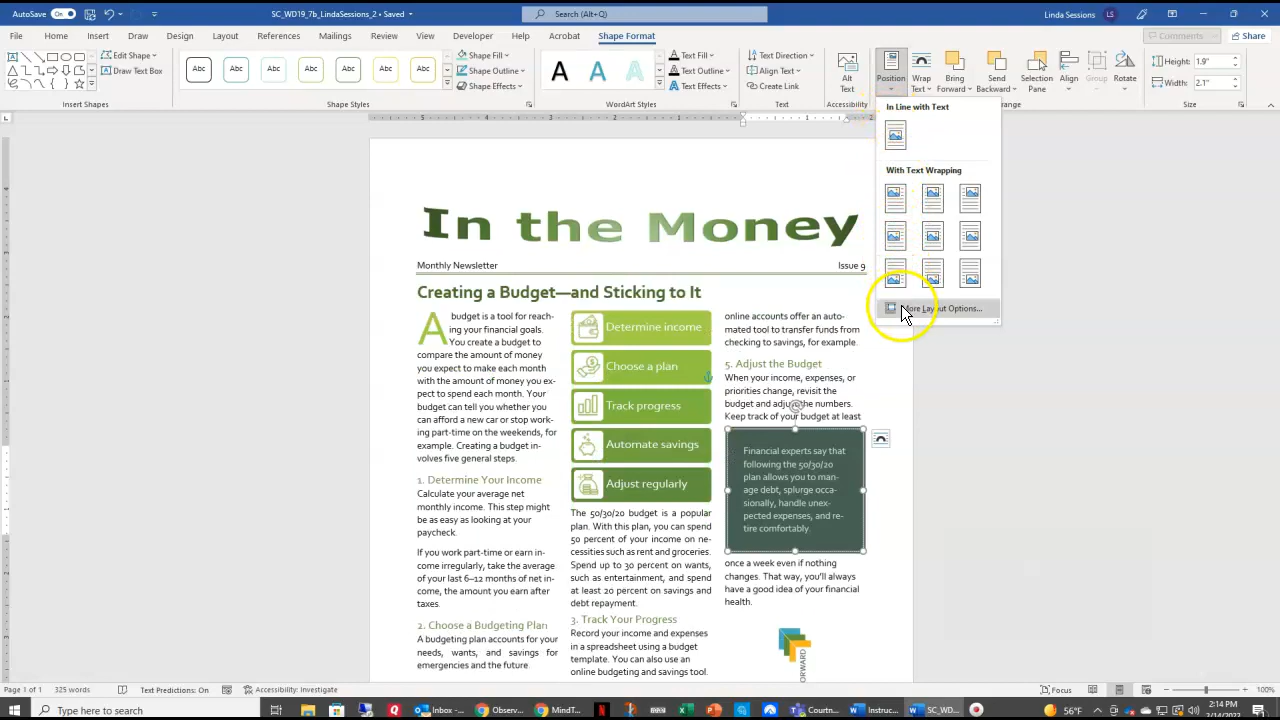 AutoSave On
SC_WD19_7b_LindaSessions_2 • Saved
Search (Alt+Q)
Linda Sessions LS
File Home Insert Draw Design Layout References Mailings Review View Developer Help Acrobat Shape Format
Comments Share
Edit Shape
Draw Text Box
Insert Shapes
Abc Abc Abc Abc Abc Abc Abc
Shape Styles
Shape Fill
Shape Outline
Shape Effects
A A A
WordArt Styles
Text Fill
Text Outline
Text Effects
Text Direction
Align Text
Create Link
Text
Alt
Text
Accessibility
Position
Wrap
Text
Bring
Forward
Send
Backward
Selection
Pane
Align
Group
Rotate
Height: 1.9"
Width: 2.1"
Size
In Line with Text
With Text Wrapping
More Layout Options...
In the Money
Monthly Newsletter Issue 9
Creating a Budget—and Sticking to It
A budget is a tool for reach-
ing your financial goals.
You create a budget to
compare the amount of money
you expect to make each month
with the amount of money you ex-
pect to spend each month. Your
budget can tell you whether you
can afford a new car or stop work-
ing part-time on the weekends, for
example. Creating a budget in-
volves five general steps.
1. Determine Your Income
Calculate your average net
monthly income. This step might
be as easy as looking at your
paycheck.
If you work part-time or earn in-
come irregularly, take the average
of your last 6–12 months of net in-
come, the amount you earn after
taxes.
2. Choose a Budgeting Plan
A budgeting plan accounts for your
needs, wants, and savings for
emergencies and the future.
Determine income
Choose a plan
Track progress
Automate savings
Adjust regularly
The 50/30/20 budget is a popular
plan. With this plan, you can spend
50 percent of your income on ne-
cessities such as rent and groceries.
Spend up to 30 percent on wants,
such as entertainment, and spend
at least 20 percent on savings and
debt repayment.
3. Track Your Progress
Record your income and expenses
in a spreadsheet using a budget
template. You can also use an
online budgeting and savings tool.
online accounts offer an auto-
mated tool to transfer funds from
checking to savings, for example.
5. Adjust the Budget
When your income, expenses, or
priorities change, revisit the
budget and adjust the numbers.
Keep track of your budget at least
Financial experts say that
following the 50/30/20
plan allows you to man-
age debt, splurge occa-
sionally, handle unex-
pected expenses, and re-
tire comfortably.
once a week even if nothing
changes. That way, you'll always
have a good idea of your financial
health.
ORWARD
Page 1 of 1 325 words Text Predictions: On Accessibility: Investigate Focus 100%
Type here to search
Inbox -... Observ... MindT... Courtn... Instruc... SC_WD... 56°F
2:14 PM